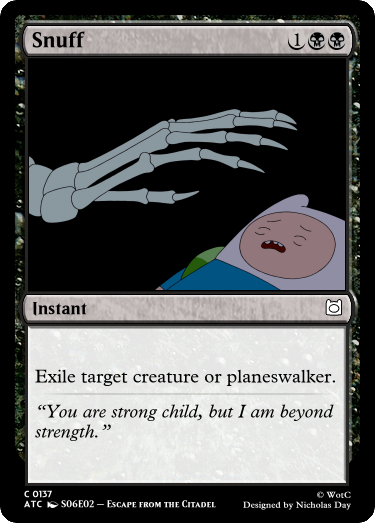 Snuff 1
Instant
Exile target creature or planeswalker.
“You are strong child, but I am beyond
strength.”
C 0137 © WotC
ATC S06E02 – Escape from the Citadel Designed by Nicholas Day